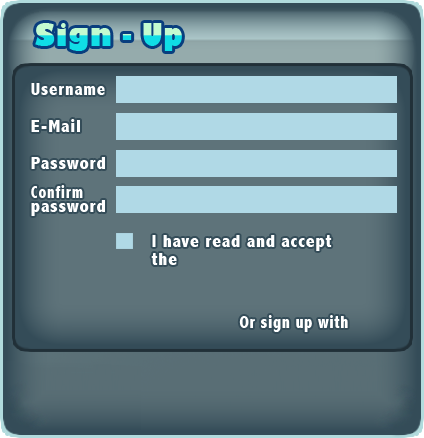 Sign - Up
Username
E-Mail
Password
Confirm
password
I have read and accept
the
Or sign up with